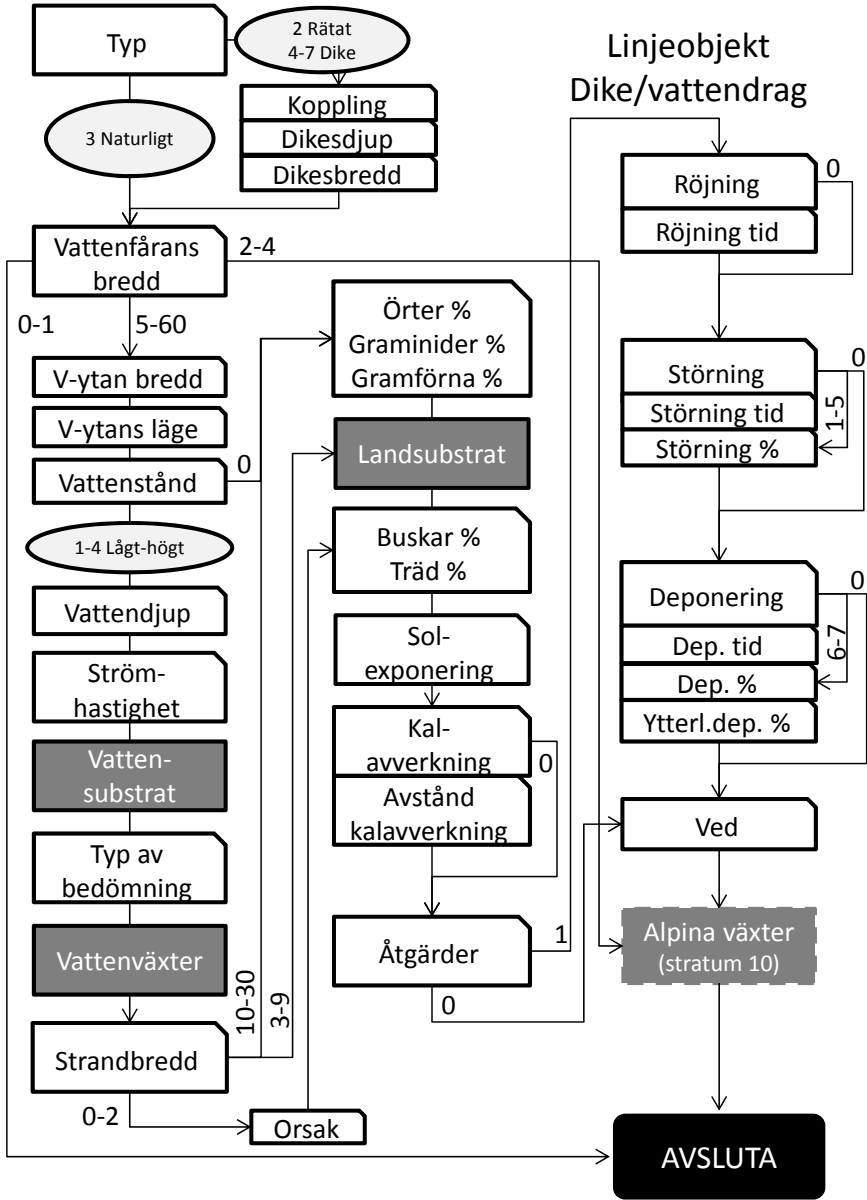 Linjeobjekt
Dike/vattendrag
Typ
2 Rätat
4-7 Dike
Koppling
Dikesdjup
Dikesbredd
3 Naturligt
Vattenfårans
bredd
2-4
0-1
5-60
V-ytan bredd
V-ytans läge
Vattenstånd
0
1-4 Lågt-högt
Vattendjup
Ström-
hastighet
Vatten-
substrat
Typ av
bedömning
Vattenväxter
Strandbredd
10-30
3-9
0-2
Orsak
Örter %
Graminider %
Gramförna %
Landsubstrat
Buskar %
Träd %
Sol-
exponering
Kal-
avverkning
0
Avstånd
kalavverkning
Åtgärder
1
0
Röjning
0
Röjning tid
Störning
0
1-5
Störning tid
Störning %
Deponering
0
6-7
Dep. tid
Dep. %
Ytterl.dep. %
Ved
Alpina växter
(stratum 10)
AVSLUTA